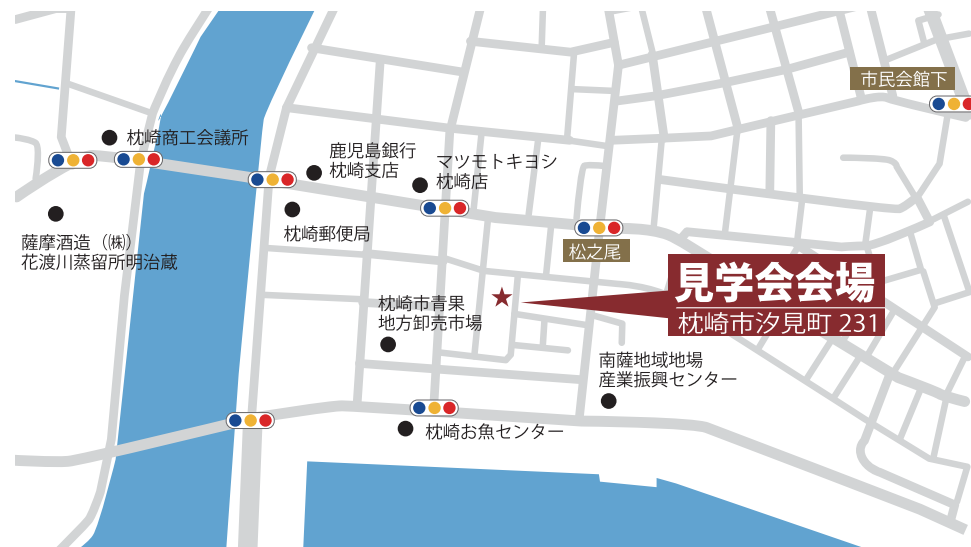 市民会館下
枕崎商工会議所
鹿児島銀行
枕崎支店
マツモトキヨシ
枕崎店
薩摩酒造（㈱）
花渡川蒸留所明治蔵
枕崎郵便局
松之尾
見学会会場
枕崎市汐見町 231
枕崎市青果
地方卸売市場
南薩地域地場
産業振興センター
枕崎お魚センター